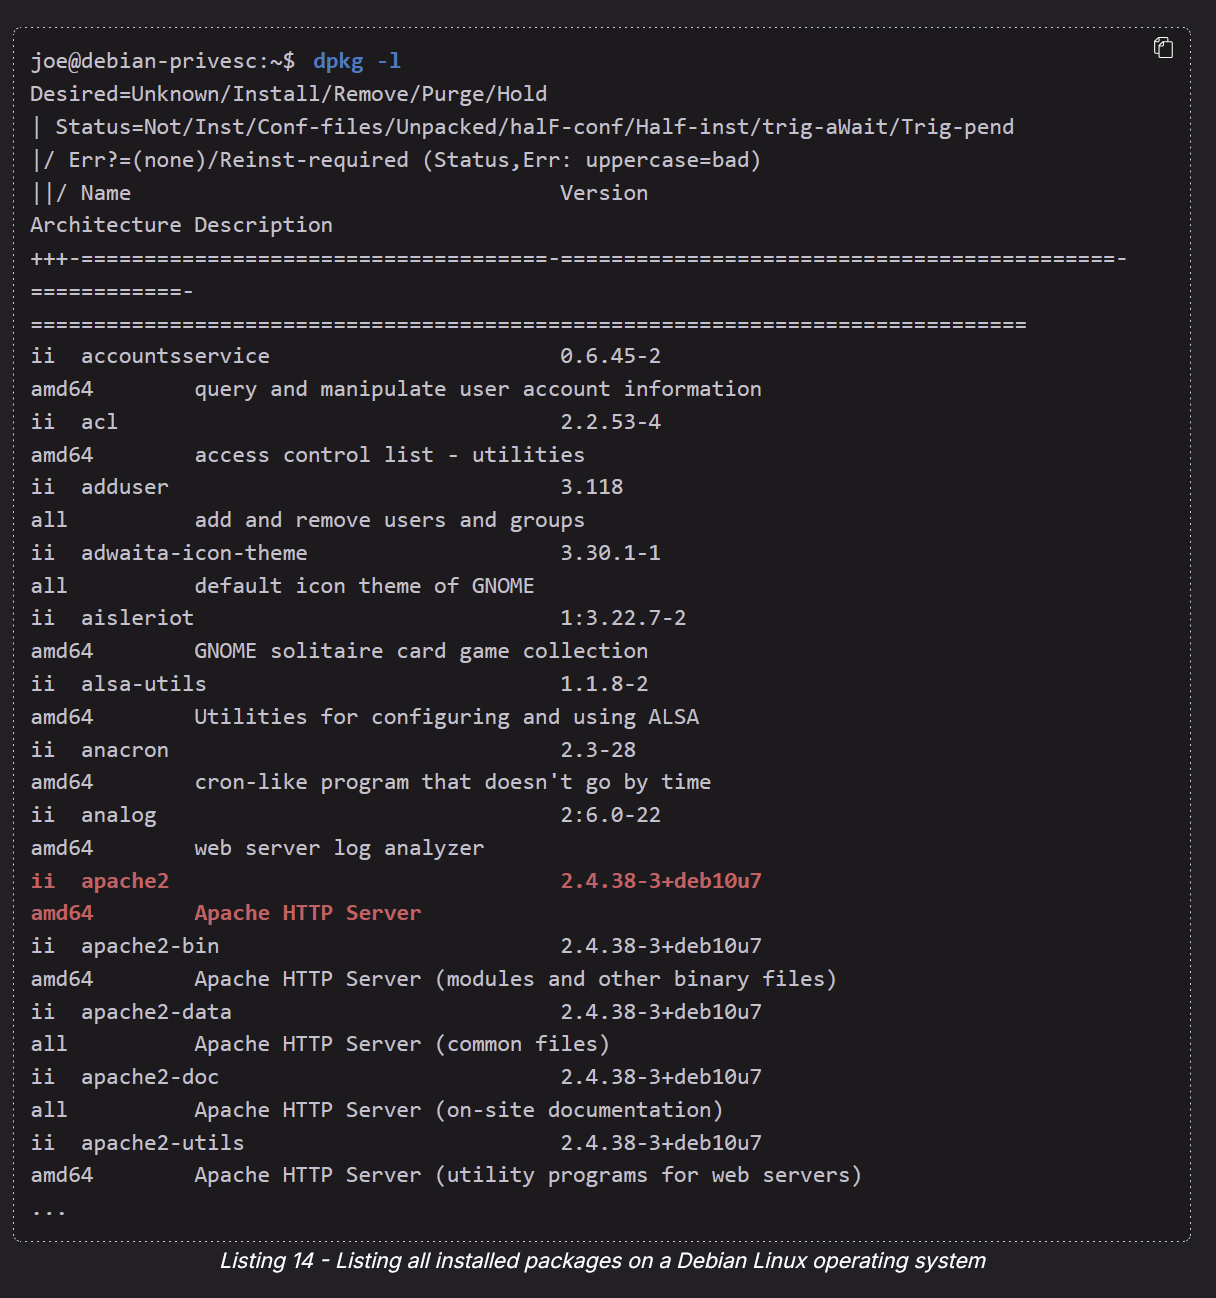 joe@debian-privesc:~$ dpkg -l
Desired=Unknown/Install/Remove/Purge/Hold
| Status=Not/Inst/Conf-files/Unpacked/halF-conf/Half-inst/trig-aWait/Trig-pend
|/ Err?=(none)/Reinst-required (Status,Err: uppercase=bad)
||/ Name                                  Version
Architecture Description
+++-=====================================-============================================-
============-
===============================================================================
ii  accountsservice                       0.6.45-2
amd64        query and manipulate user account information
ii  acl                                   2.2.53-4
amd64        access control list - utilities
ii  adduser                               3.118
all          add and remove users and groups
ii  adwaita-icon-theme                    3.30.1-1
all          default icon theme of GNOME
ii  aisleriot                             1:3.22.7-2
amd64        GNOME solitaire card game collection
ii  alsa-utils                            1.1.8-2
amd64        Utilities for configuring and using ALSA
ii  anacron                               2.3-28
amd64        cron-like program that doesn't go by time
ii  analog                                2:6.0-22
amd64        web server log analyzer
ii  apache2                               2.4.38-3+deb10u7
amd64        Apache HTTP Server
ii  apache2-bin                           2.4.38-3+deb10u7
amd64        Apache HTTP Server (modules and other binary files)
ii  apache2-data                          2.4.38-3+deb10u7
all          Apache HTTP Server (common files)
ii  apache2-doc                           2.4.38-3+deb10u7
all          Apache HTTP Server (on-site documentation)
ii  apache2-utils                         2.4.38-3+deb10u7
amd64        Apache HTTP Server (utility programs for web servers)
...
Listing 14 - Listing all installed packages on a Debian Linux operating system